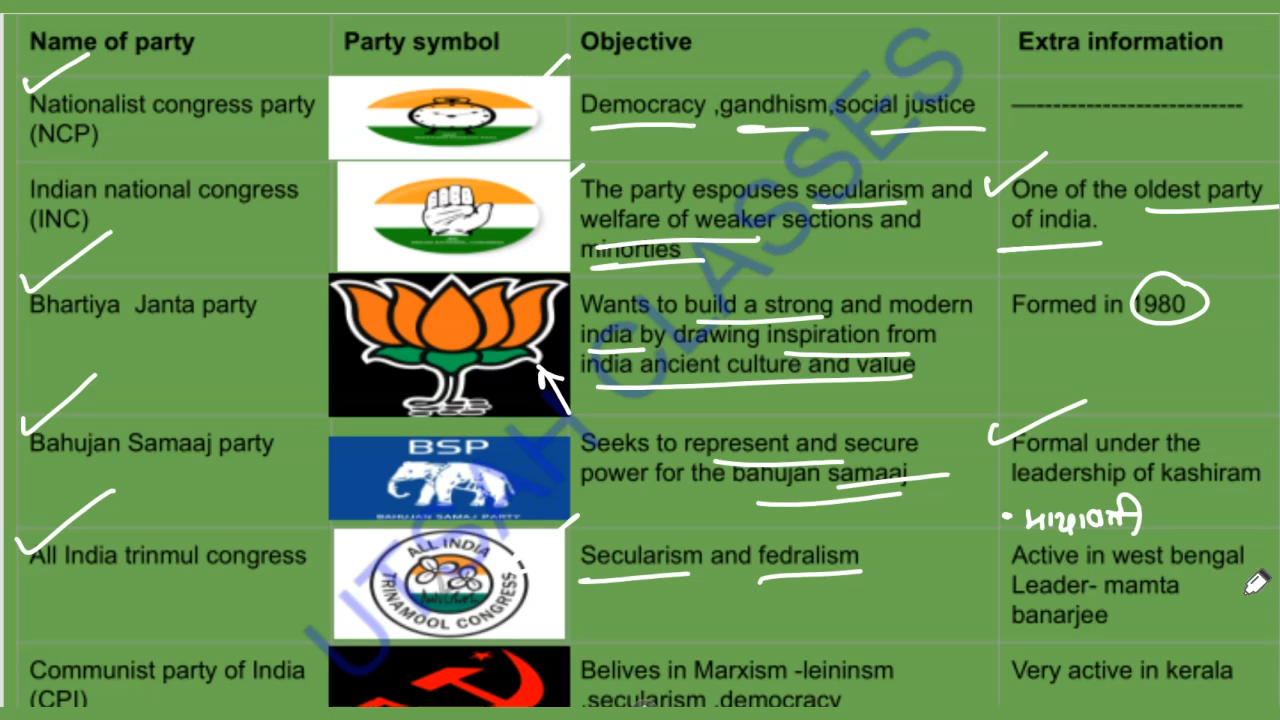 Name of party
Party symbol
Objective
Extra information
Nationalist congress party
(NCP)
Democracy ,gandhism,social justice
---------------------------
Indian national congress
(INC)
The party espouses secularism and
welfare of weaker sections and
minorties
One of the oldest party
of india.
Bhartiya Janta party
Wants to build a strong and modern
india by drawing inspiration from
india ancient culture and value
Formed in 1980
Bahujan Samaaj party
BSP
BAHUJAN SAMAJ PARTY
Seeks to represent and secure
power for the bahujan samaaj
Formal under the
leadership of kashiram
All India trinmul congress
ALL INDIA
TRINAMOOL CONGRESS
Secularism and fedralism
Active in west bengal
Leader- mamta
banarjee
Communist party of India
(CPI)
Belives in Marxism -leininsm
,secularism ,democracy
Very active in kerala
UTSAH CLASSES